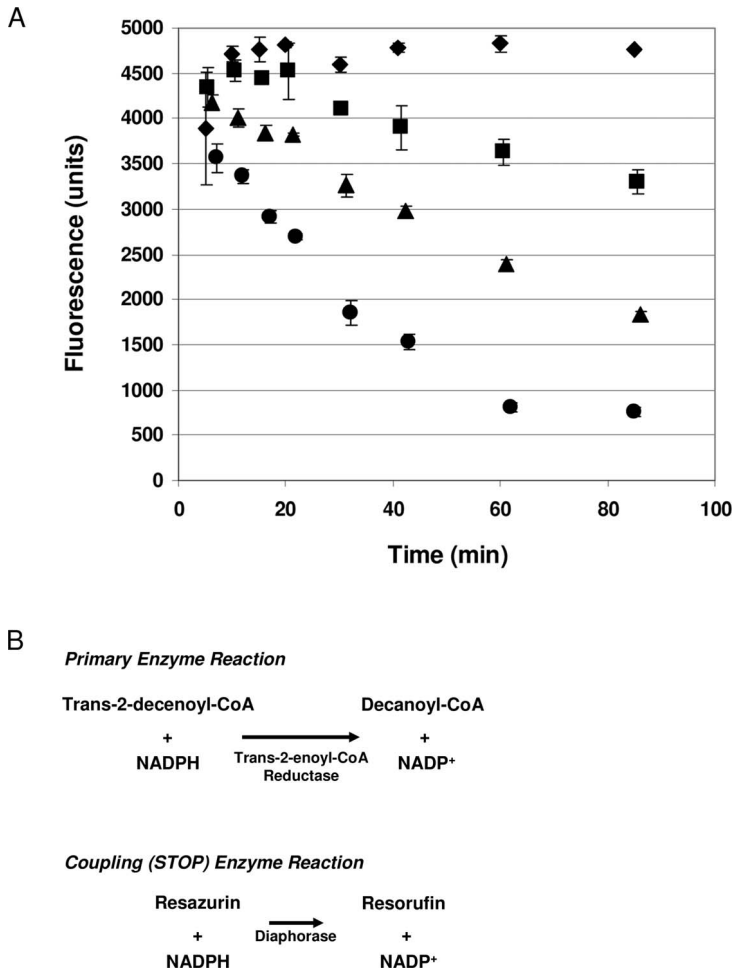 A
5000
4500
4000
3500
3000
2500
2000
1500
1000
500
0
Fluorescence (units)
0 20 40 60 80 100
Time (min)
B
Primary Enzyme Reaction
Trans-2-decenoyl-CoA Decanoyl-CoA
+ +
NADPH Trans-2-enoyl-CoA Reductase NADP+
Coupling (STOP) Enzyme Reaction
Resazurin Resorufin
+ Diaphorase +
NADPH NADP+